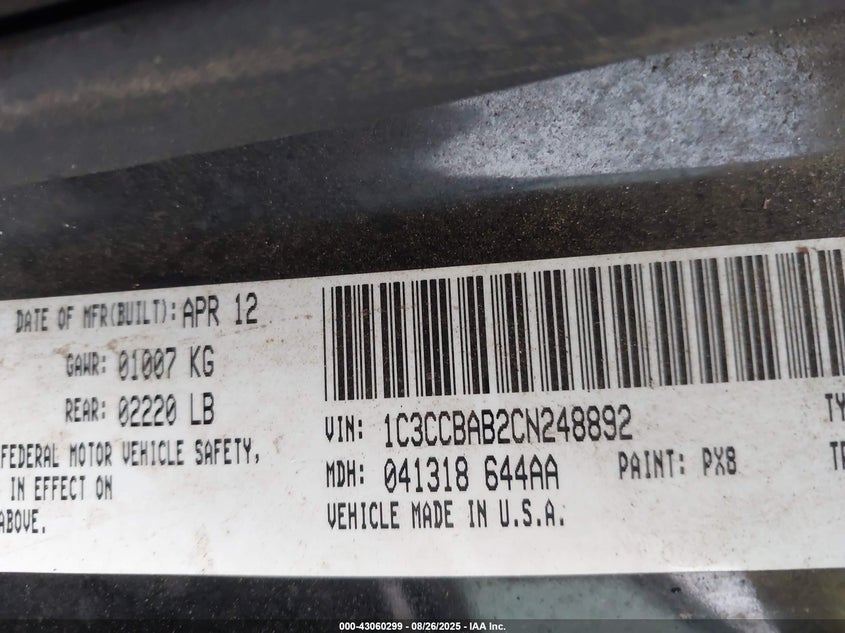 DATE OF MFR(BUILT): APR 12
GAWR: 01007 KG
REAR: 02220 LB
FEDERAL MOTOR VEHICLE SAFETY,
IN EFFECT ON
ABOVE.
VIN: 1C3CCBAB2CN248892 TY
MDH: 041318 644AA PAINT: PX8
VEHICLE MADE IN U.S.A.
000-43060299 - 08/26/2025 - © IAA Inc.